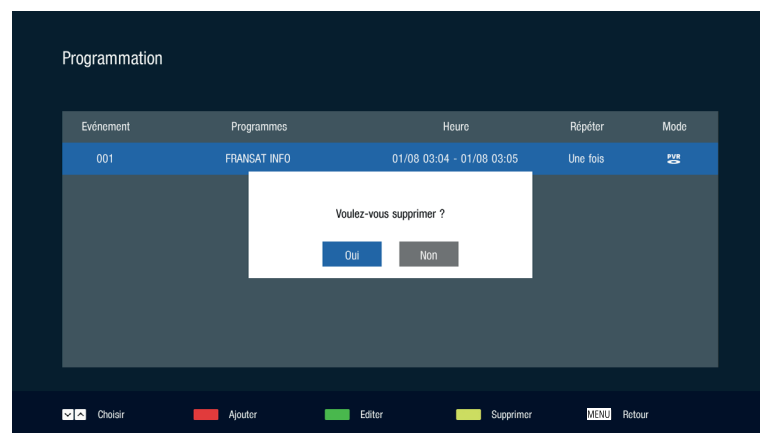 Programmation
Evénement Programmes Heure Répéter Mode
001 FRANSAT INFO 01/08 03:04 - 01/08 03:05 Une fois PVR
Voulez-vous supprimer ?
Oui Non
Choisir Ajouter Editer Supprimer MENU Retour